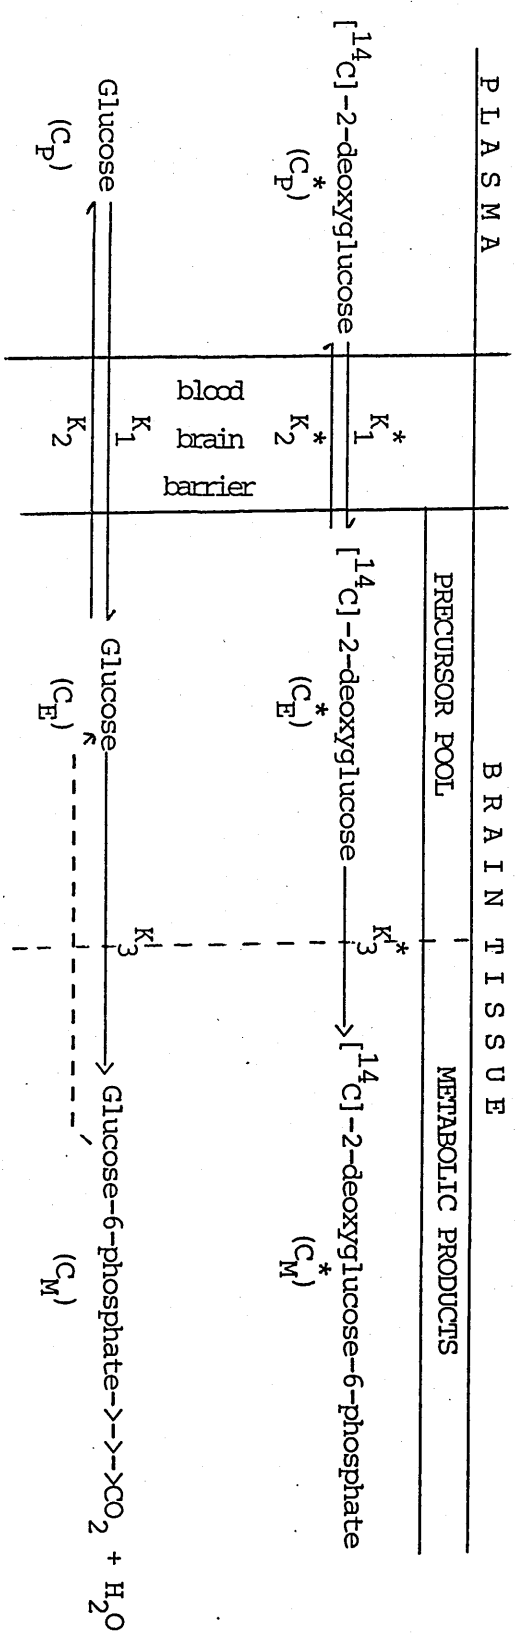 PLASMA
BRAIN TISSUE
PRECURSOR POOL
METABOLIC PRODUCTS
[¹⁴C]-2-deoxyglucose
(C*P)
K*1
K*2
[¹⁴C]-2-deoxyglucose
(C*E)
K'*3
[¹⁴C]-2-deoxyglucose-6-phosphate
(C*M)
blood
brain
barrier
Glucose
(CP)
K1
K2
Glucose
(CE)
K'3
Glucose-6-phosphate->->->CO2 + H2O
(CM)